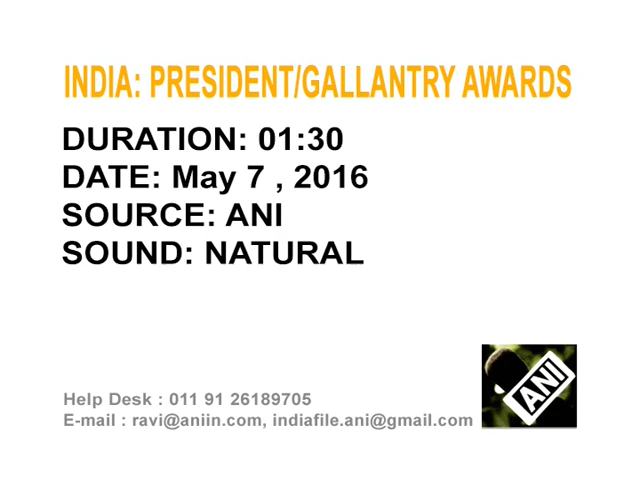 INDIA: PRESIDENT/GALLANTRY AWARDS
DURATION: 01:30
DATE: May 7 , 2016
SOURCE: ANI
SOUND: NATURAL
Help Desk : 011 91 26189705
E-mail : ravi@aniin.com, indiafile.ani@gmail.com
ANI